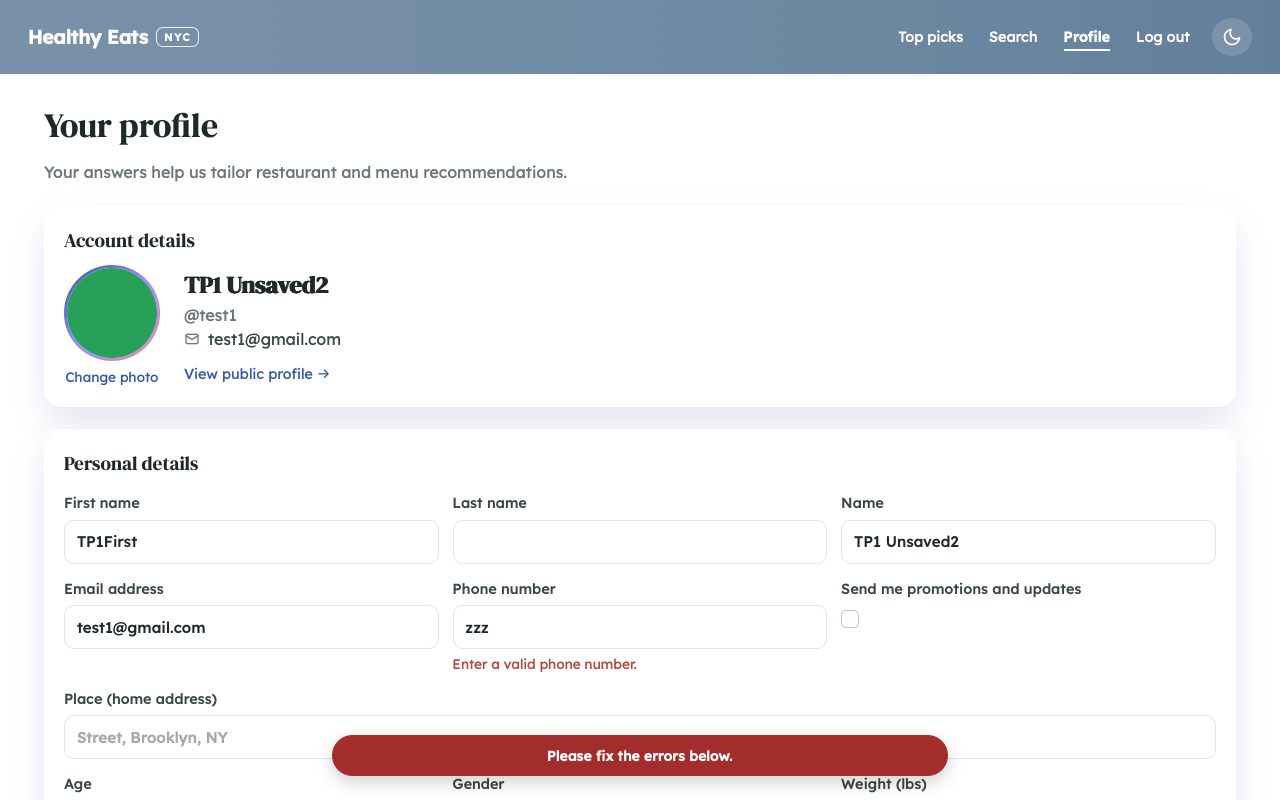 Healthy Eats NYC Top picks Search Profile Log out
Your profile
Your answers help us tailor restaurant and menu recommendations.
Account details
TP1 Unsaved2
@test1
test1@gmail.com
Change photo View public profile →
Personal details
First name Last name Name
TP1First TP1 Unsaved2
Email address Phone number Send me promotions and updates
test1@gmail.com zzz
Enter a valid phone number.
Place (home address)
Street, Brooklyn, NY
Please fix the errors below.
Age Gender Weight (lbs)